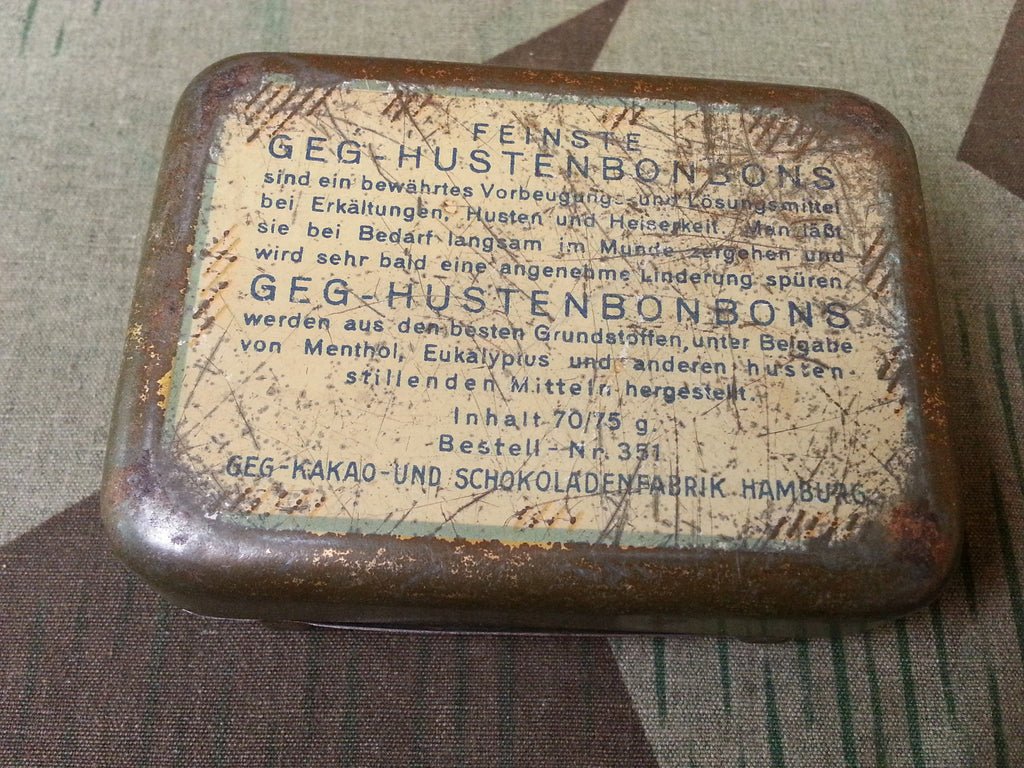 FEINSTE
GEG-HUSTENBONBONS
sind ein bewährtes Vorbeugung- und Lösungsmittel
bei Erkältungen, Husten und Heiserkeit. Man läßt
sie bei Bedarf langsam im Munde zergehen und
wird sehr bald eine angenehme Linderung spüren.
GEG-HUSTENBONBONS
werden aus den besten Grundstoffen, unter Beigabe
von Menthol, Eukalyptus und anderen husten-
stillenden Mitteln hergestellt.
Inhalt 70/75 g
Bestell-Nr. 351
GEG-KAKAO-UND SCHOKOLADENFABRIK HAMBURG